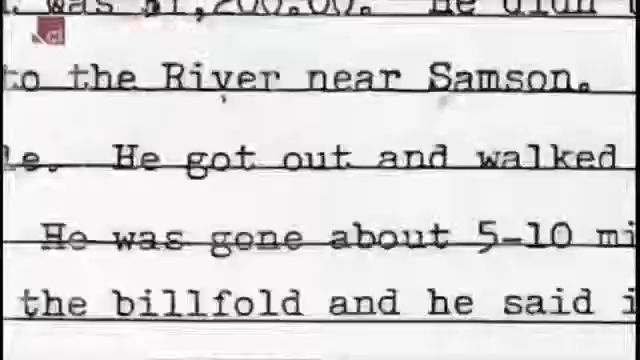 was $1,200.00. He didn
to the River near Samson.
le. He got out and walked
He was gone about 5-10 mi
the billfold and he said i